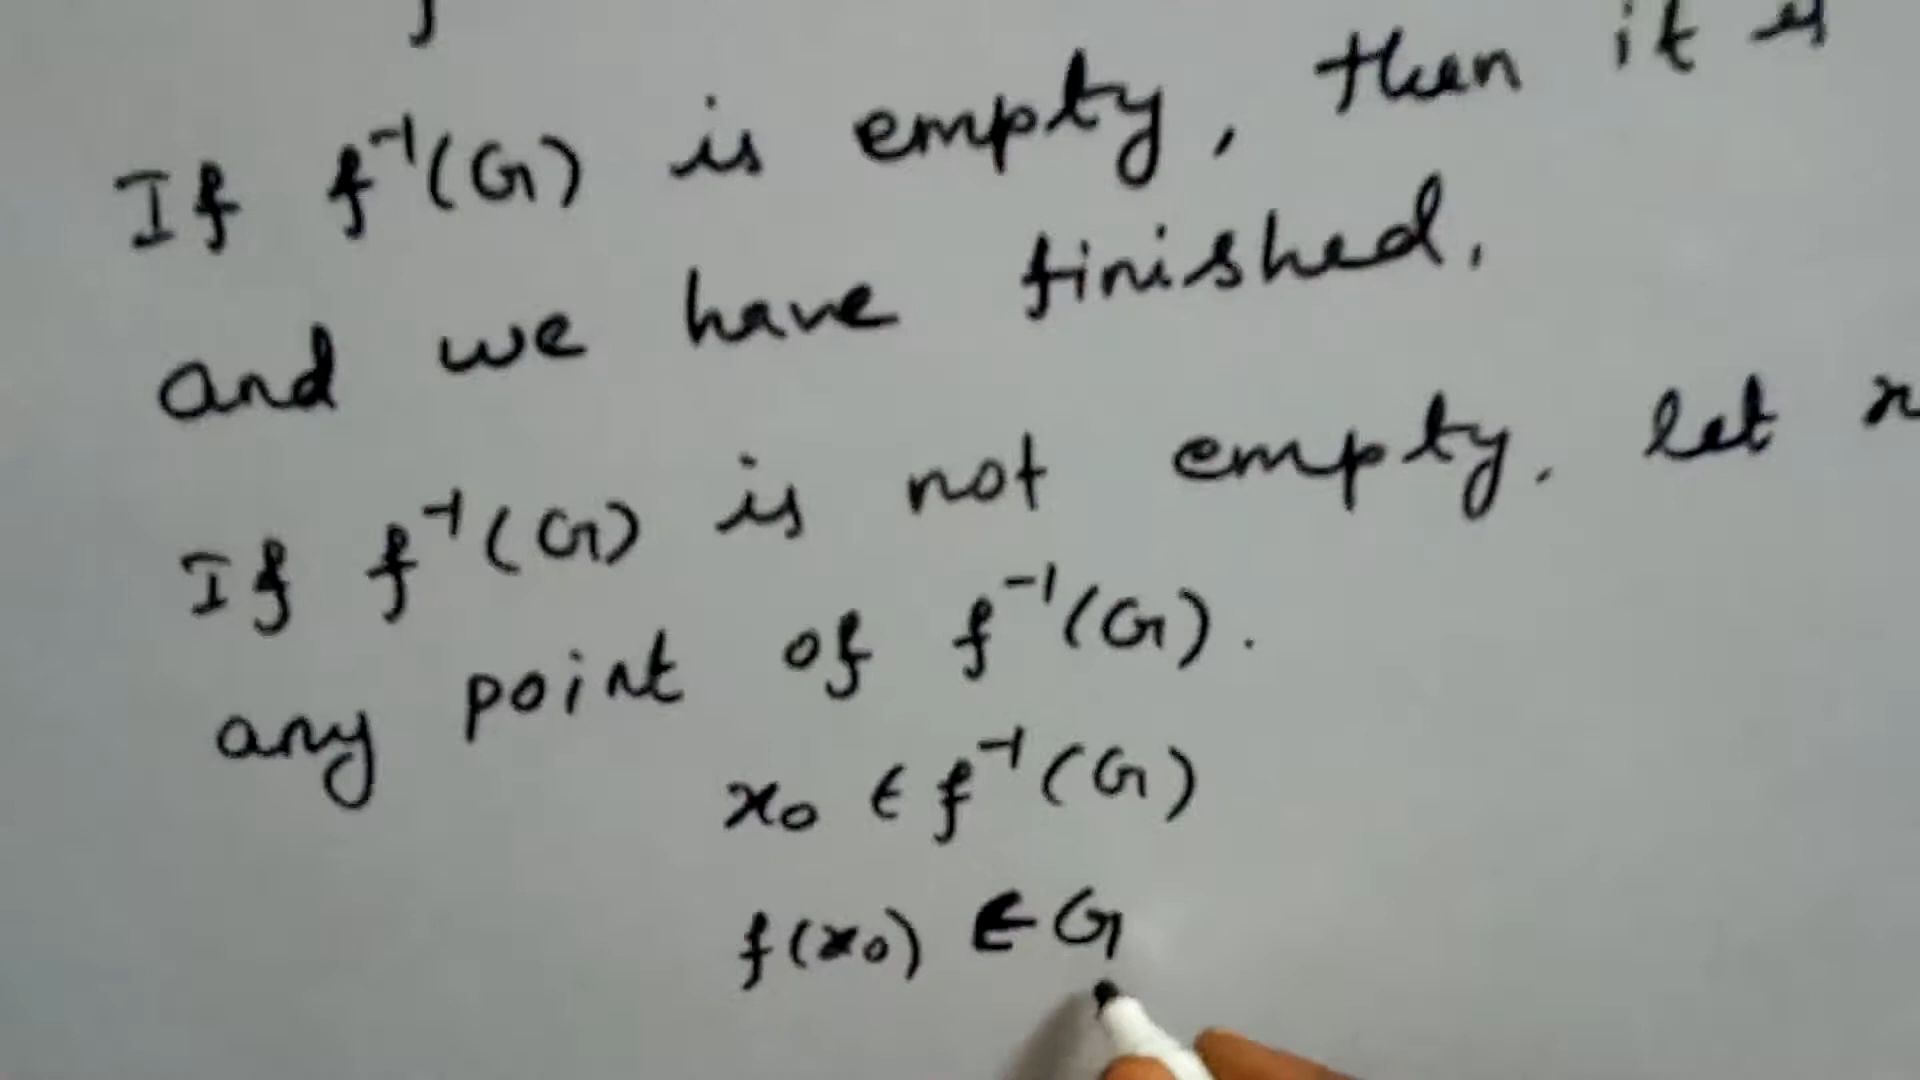 If f⁻¹(G) is empty, then it is
and we have finished.
If f⁻¹(G) is not empty. let x
any point of f⁻¹(G).
x₀ ∈ f⁻¹(G)
f(x₀) ∈ G